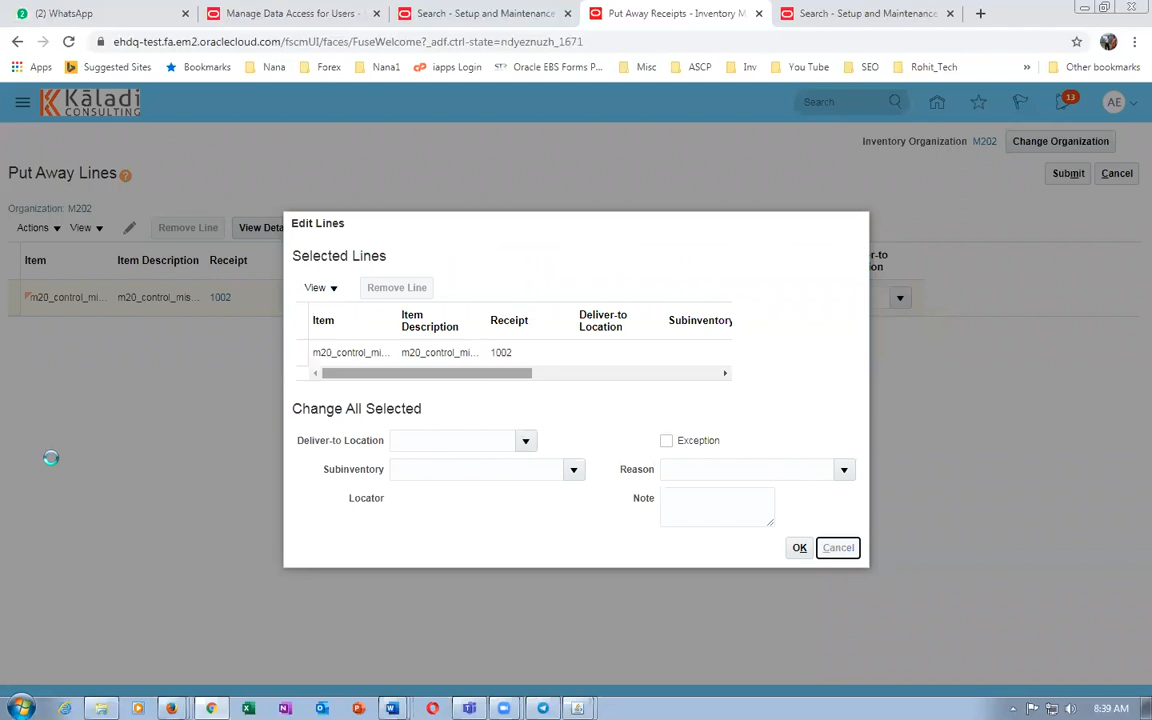 (2) WhatsApp
Manage Data Access for Users -
Search - Setup and Maintenance
Put Away Receipts - Inventory M
Search - Setup and Maintenance
ehdq-test.fa.em2.oraclecloud.com/fscmUI/faces/FuseWelcome?_adf.ctrl-state=ndyeznuzh_1671
Apps
Suggested Sites
Bookmarks
Nana
Forex
Nana1
iapps Login
Oracle EBS Forms P...
Misc
ASCP
Inv
You Tube
SEO
Rohit_Tech
»
Other bookmarks
Kāladi
CONSULTING
Search
13
AE
Inventory Organization M202
Change Organization
Put Away Lines
Submit
Cancel
Organization: M202
Actions
View
Remove Line
View Deta
Item
Item Description
Receipt
m20_control_mi...
m20_control_mis...
1002
Edit Lines
Selected Lines
View
Remove Line
Item
Item Description
Receipt
Deliver-to Location
Subinventory
m20_control_mi...
m20_control_mi...
1002
Change All Selected
Deliver-to Location
Exception
Subinventory
Reason
Locator
Note
OK
Cancel
8:39 AM